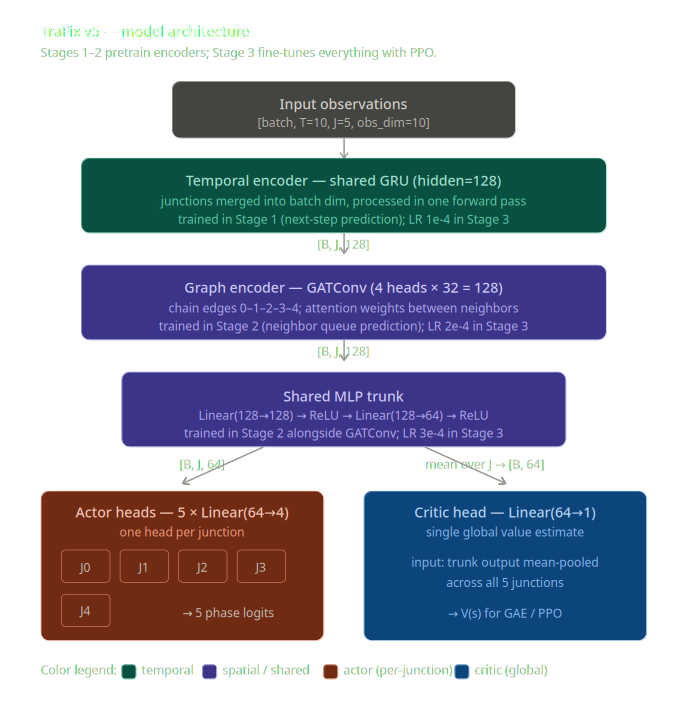 TraFix v5 — model architecture
Stages 1–2 pretrain encoders; Stage 3 fine-tunes everything with PPO.
Input observations
[batch, T=10, J=5, obs_dim=10]
Temporal encoder — shared GRU (hidden=128)
junctions merged into batch dim, processed in one forward pass
trained in Stage 1 (next-step prediction); LR 1e-4 in Stage 3
[B, J, 128]
Graph encoder — GATConv (4 heads × 32 = 128)
chain edges 0–1–2–3–4; attention weights between neighbors
trained in Stage 2 (neighbor queue prediction); LR 2e-4 in Stage 3
[B, J, 128]
Shared MLP trunk
Linear(128→128) → ReLU → Linear(128→64) → ReLU
trained in Stage 2 alongside GATConv; LR 3e-4 in Stage 3
[B, J, 64]
mean over J → [B, 64]
Actor heads — 5 × Linear(64→4)
one head per junction
J0 J1 J2 J3
J4 → 5 phase logits
Critic head — Linear(64→1)
single global value estimate
input: trunk output mean-pooled
across all 5 junctions
→ V(s) for GAE / PPO
Color legend: temporal spatial / shared actor (per-junction) critic (global)